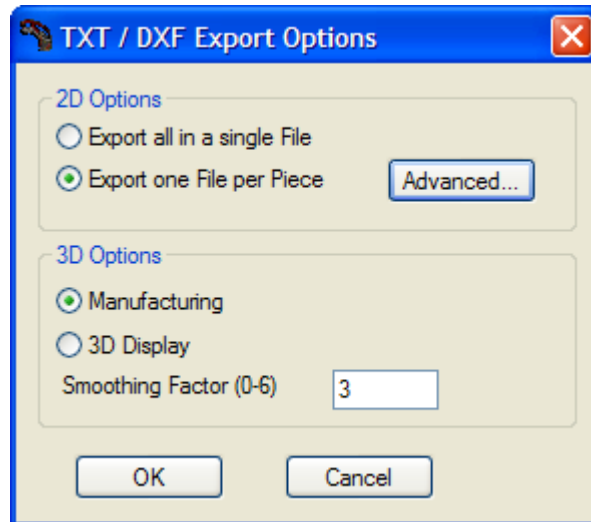 TXT / DXF Export Options
2D Options
Export all in a single File
Export one File per Piece
Advanced...
3D Options
Manufacturing
3D Display
Smoothing Factor (0-6) 3
OK Cancel